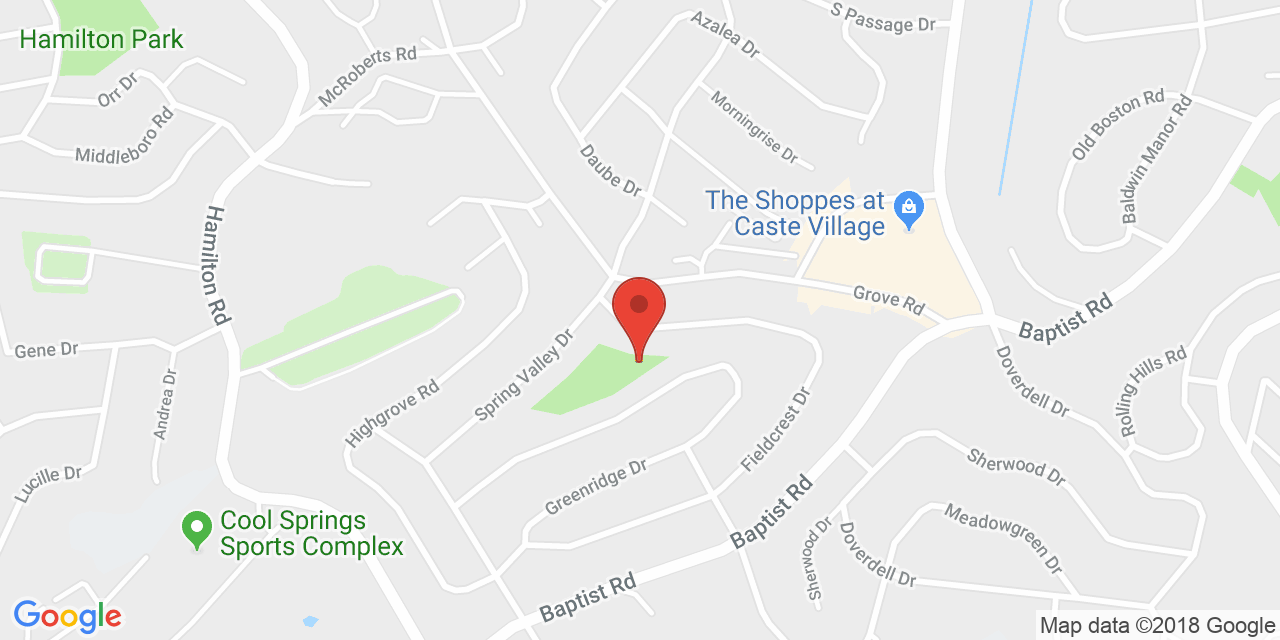 Hamilton Park
S Passage Dr
Azalea Dr
McRoberts Rd
Orr Dr
Middleboro Rd
Morningrise Dr
Old Boston Rd
Baldwin Manor Rd
Daube Dr
The Shoppes at
Caste Village
Hamilton Rd
Grove Rd
Baptist Rd
Gene Dr
Andrea Dr
Spring Valley Dr
Highgrove Rd
Doverdell Dr
Rolling Hills Rd
Fieldcrest Dr
Lucille Dr
Greenridge Dr
Sherwood Dr
Baptist Rd
Cool Springs
Sports Complex
Meadowgreen Dr
Sherwood Dr
Doverdell Dr
Baptist Rd
Google
Map data ©2018 Google